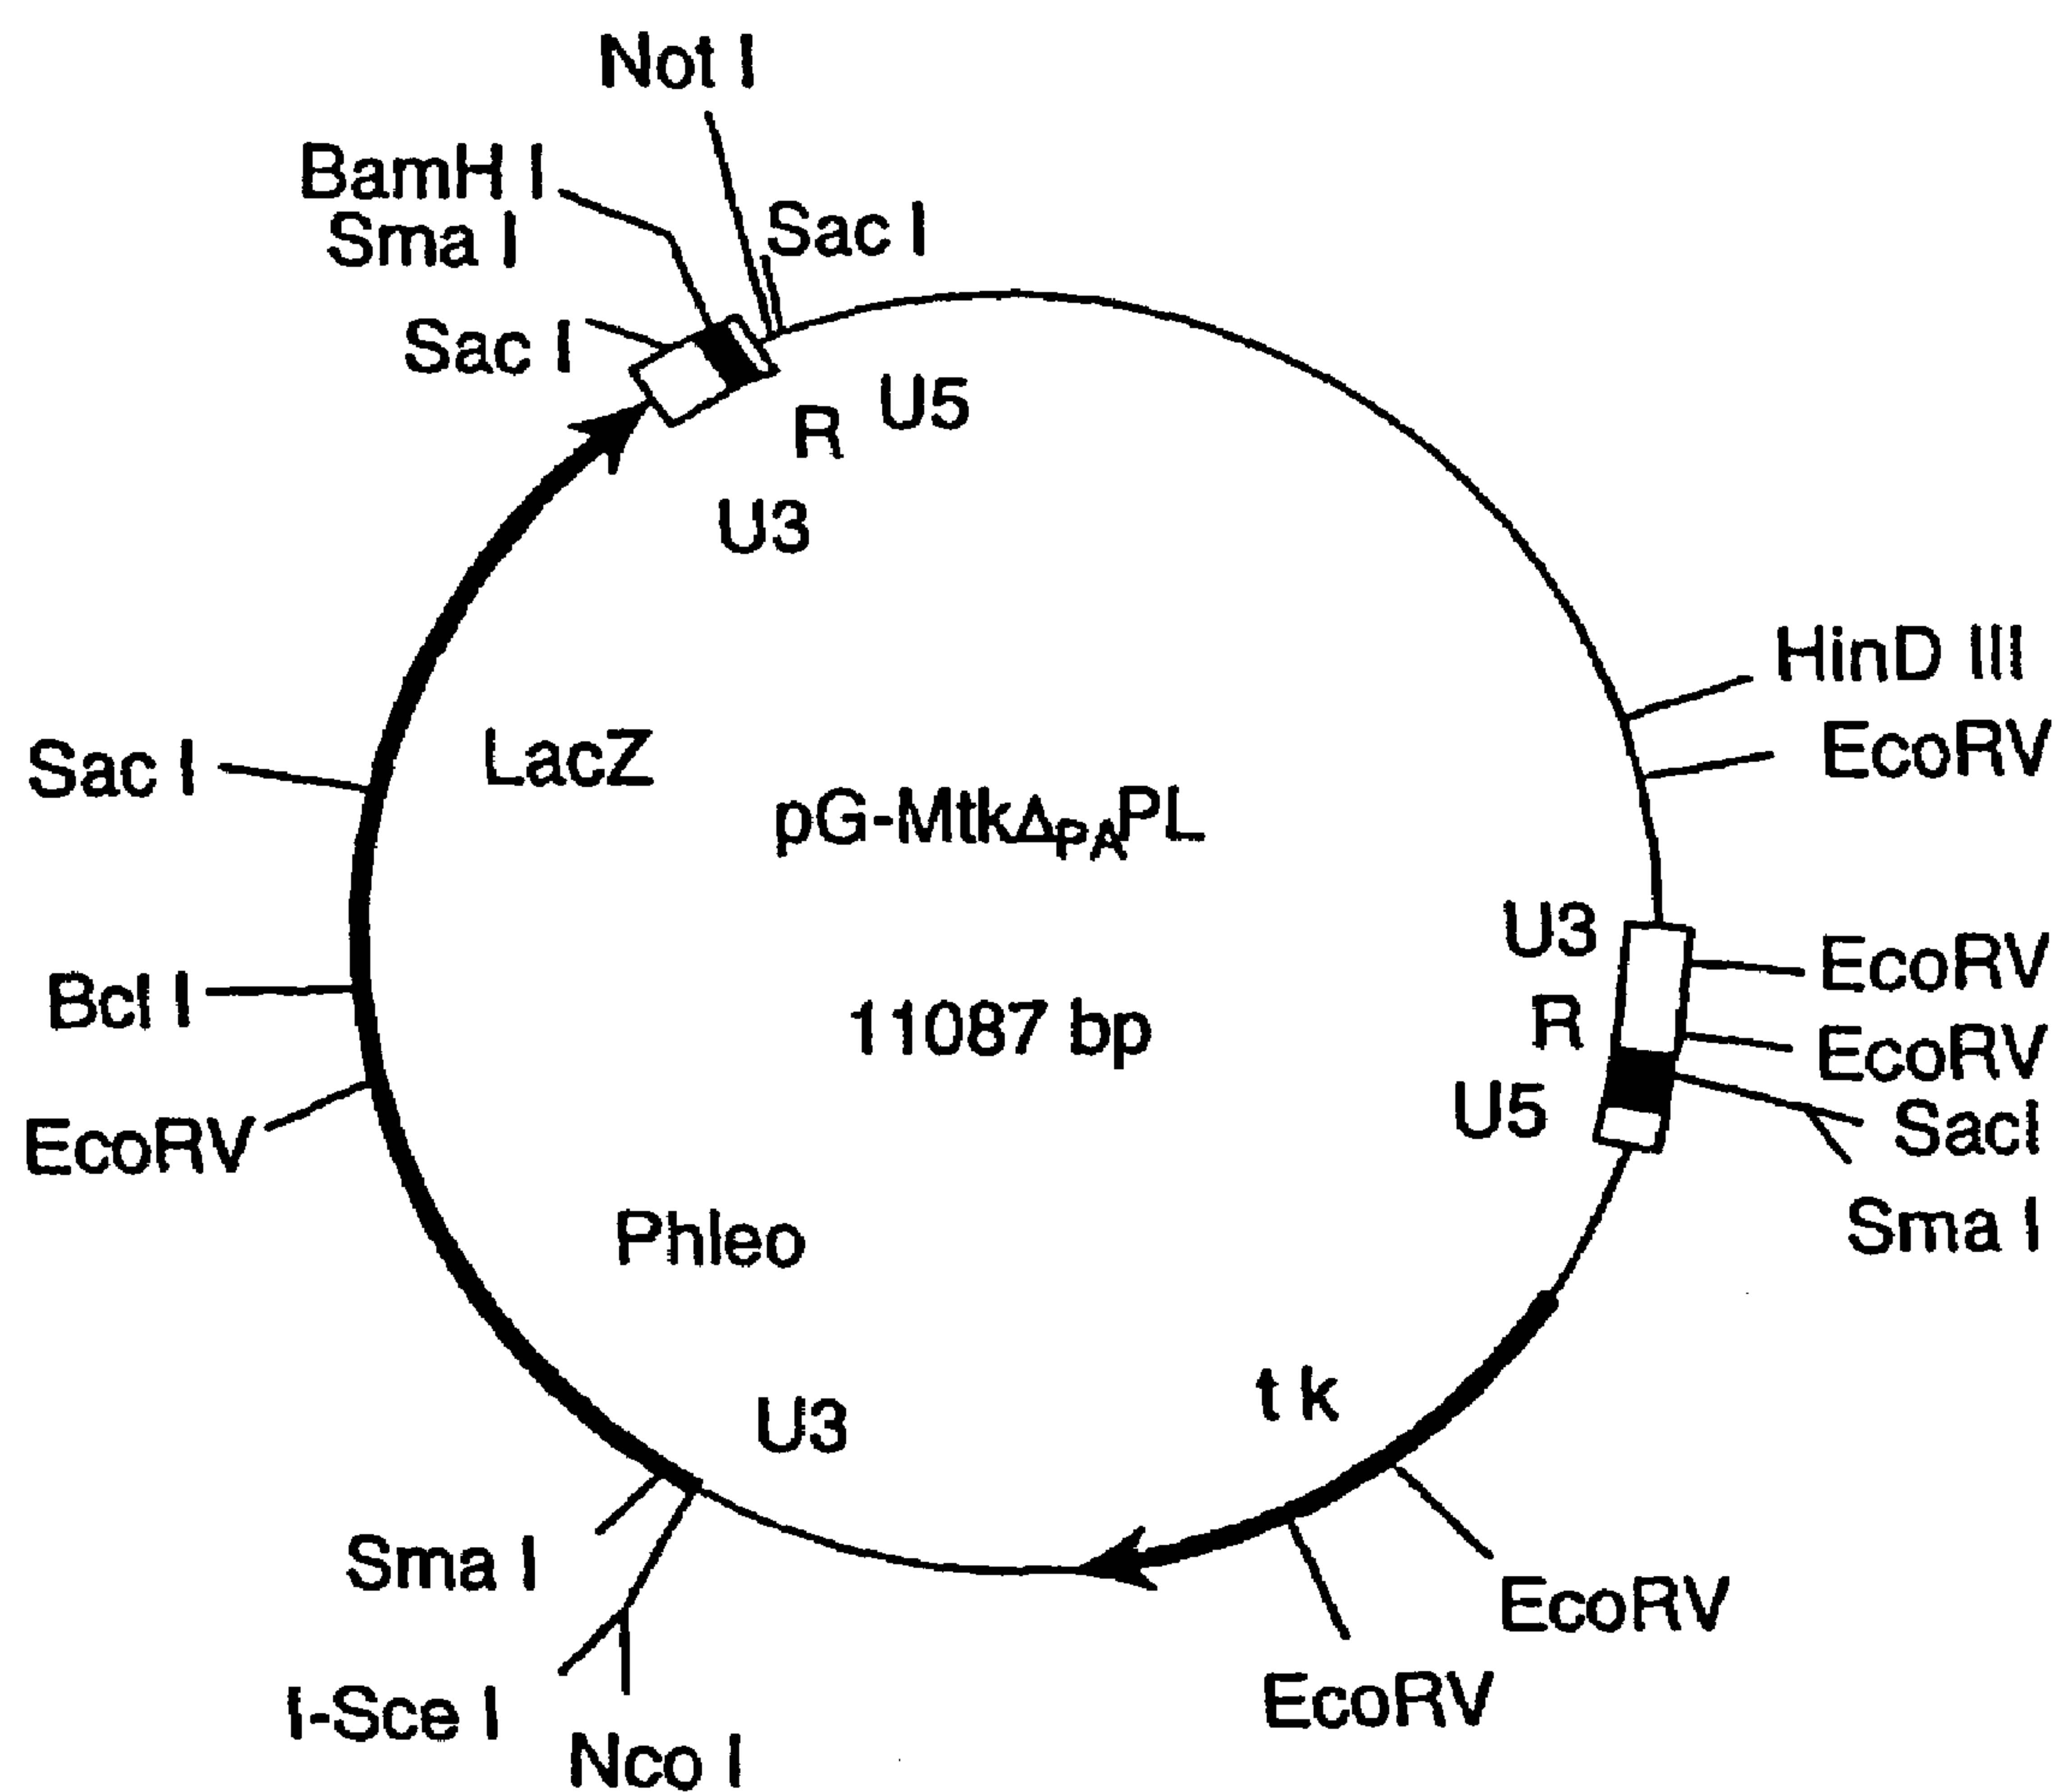 Not I
BamH I
Sma I
Sac I
Sac I
U5
R
U3
HinD III
EcoRV
Sac I
LacZ
pG-MtkΔpAPL
U3
EcoRV
R
EcoRV
Bcl I
11087 bp
U5
SacI
EcoRV
Sma I
Phleo
t k
U3
Sma I
EcoRV
I-Sce I
EcoRV
Nco I